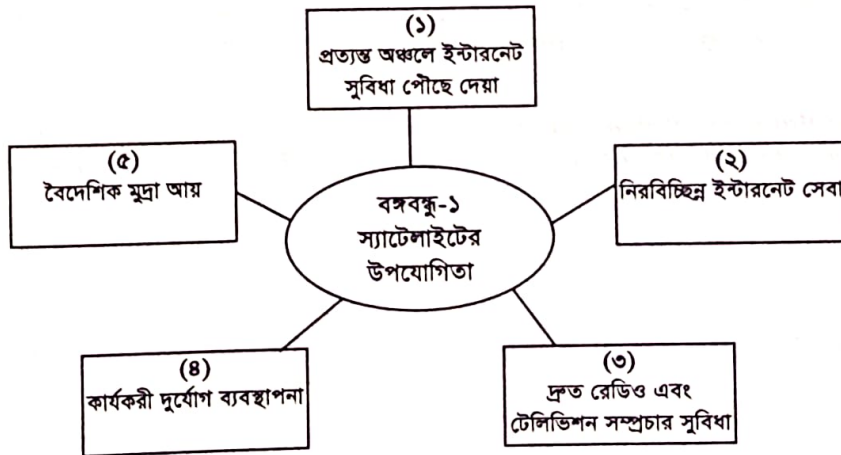 (১)
প্রত্যন্ত অঞ্চলে ইন্টারনেট
সুবিধা পৌছে দেয়া
(৫)
বৈদেশিক মুদ্রা আয়
(২)
নিরবিচ্ছিন্ন ইন্টারনেট সেবা
বঙ্গবন্ধু-১
স্যাটেলাইটের
উপযোগিতা
(৪)
কার্যকরী দুর্যোগ ব্যবস্থাপনা
(৩)
দ্রুত রেডিও এবং
টেলিভিশন সম্প্রচার সুবিধা